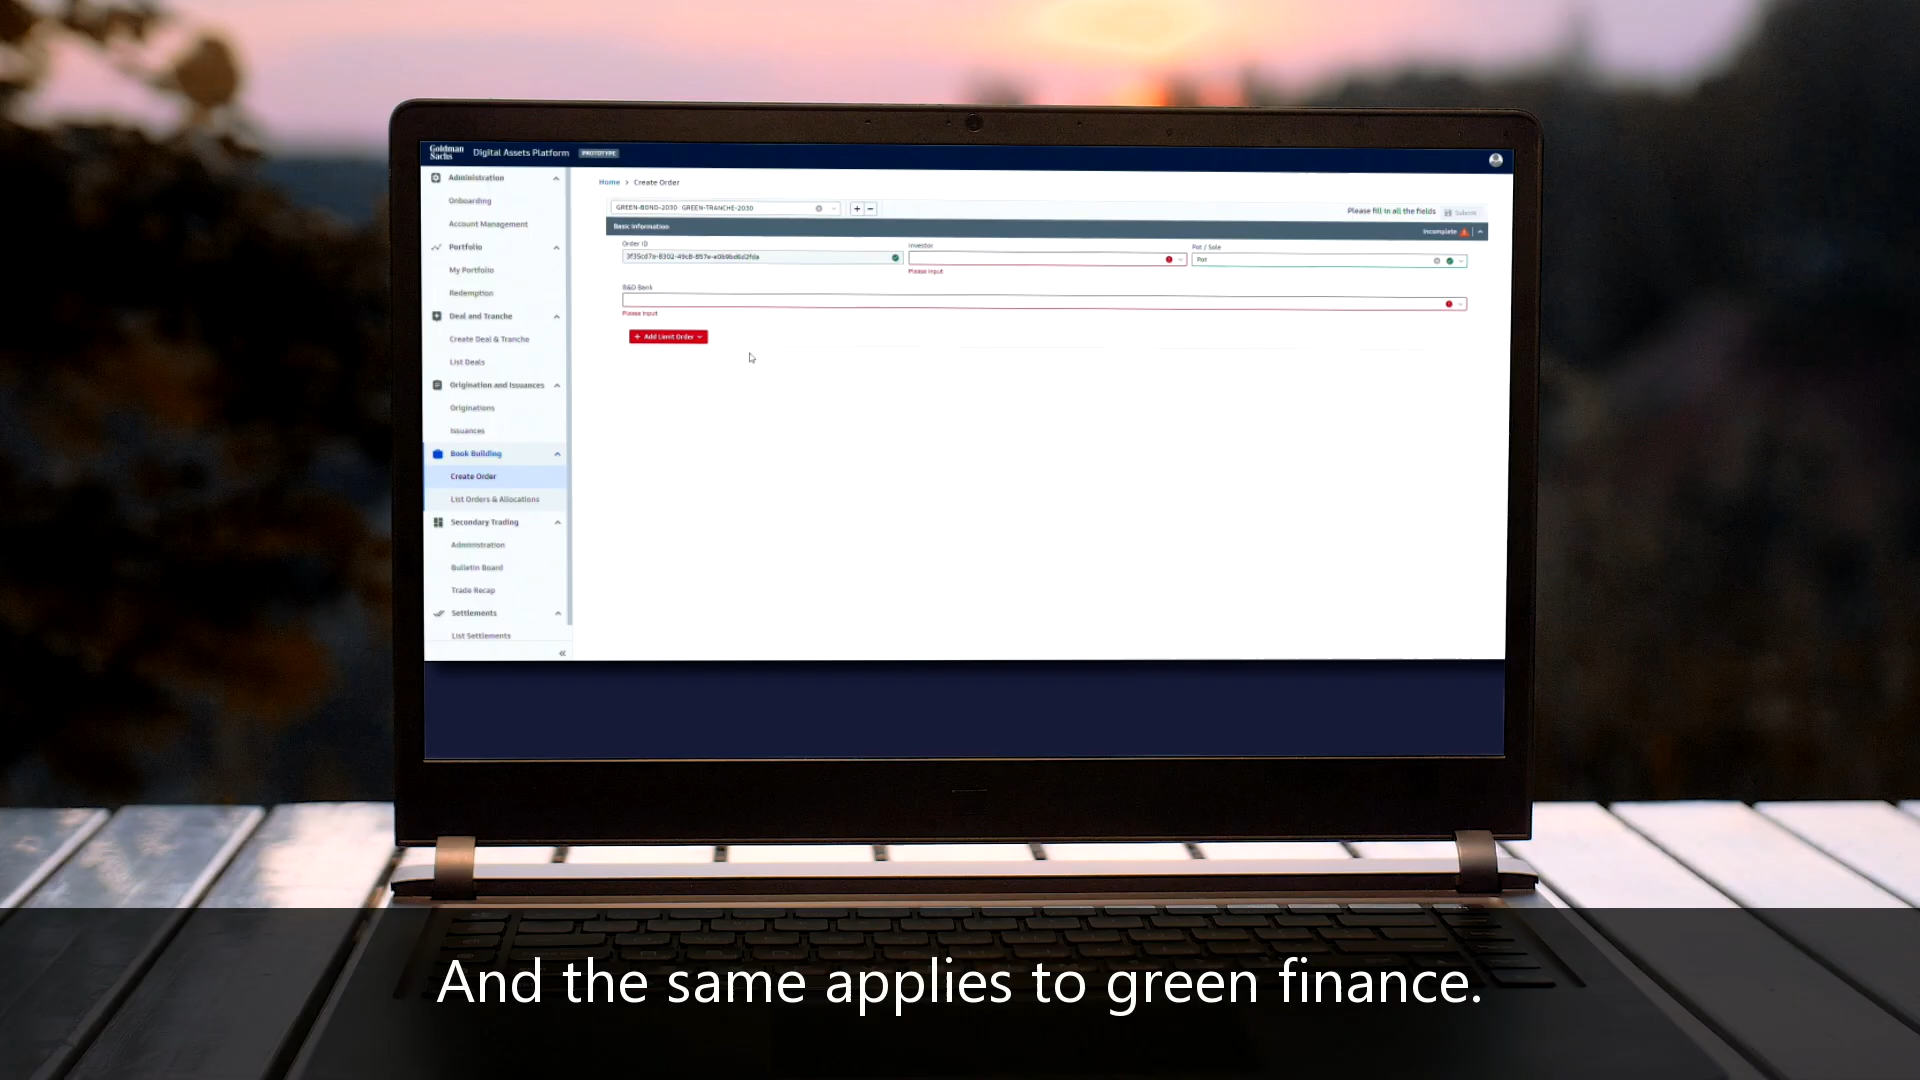 Goldman
Sachs
Digital Assets Platform
PROTOTYPE
Administration
Onboarding
Account Management
Portfolio
My Portfolio
Redemption
Deal and Tranche
Create Deal & Tranche
List Deals
Origination and Issuances
Originations
Issuances
Book Building
Create Order
List Orders & Allocations
Secondary Trading
Administration
Bulletin Board
Trade Recap
Settlements
List Settlements
Home > Create Order
GREEN-BOND-2030 GREEN-TRANCHE-2030
Please fill in all the fields
Submit
Basic Information
Incomplete
Order ID
Investor
Please input
Pot / Sole
Pot
B&D Bank
Please input
+ Add Limit Order
And the same applies to green finance.